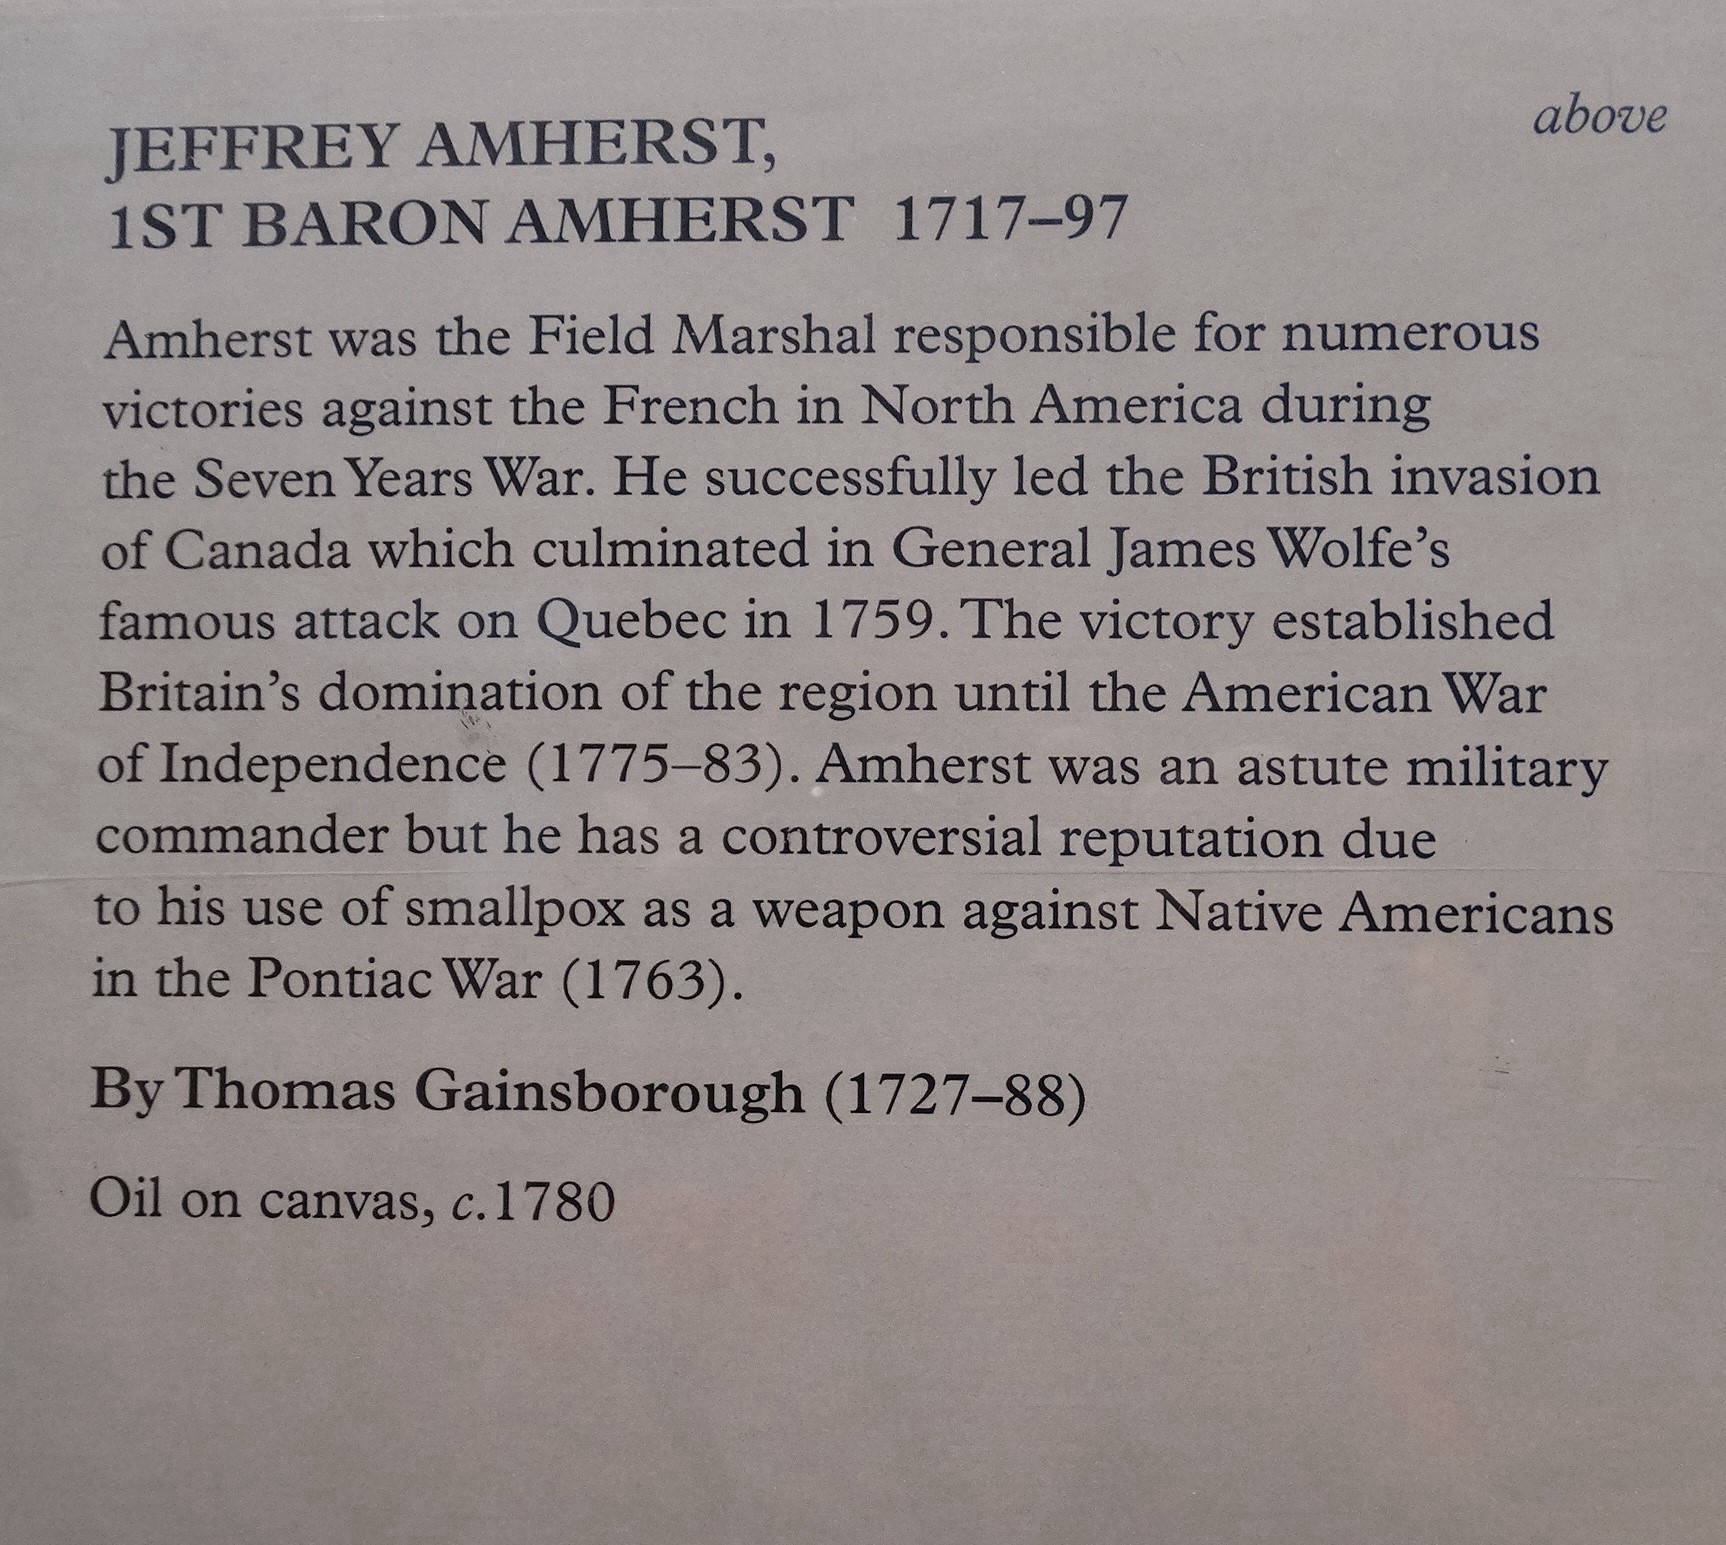 above
JEFFREY AMHERST,
1ST BARON AMHERST 1717–97
Amherst was the Field Marshal responsible for numerous
victories against the French in North America during
the Seven Years War. He successfully led the British invasion
of Canada which culminated in General James Wolfe’s
famous attack on Quebec in 1759. The victory established
Britain’s domination of the region until the American War
of Independence (1775–83). Amherst was an astute military
commander but he has a controversial reputation due
to his use of smallpox as a weapon against Native Americans
in the Pontiac War (1763).
By Thomas Gainsborough (1727–88)
Oil on canvas, c.1780